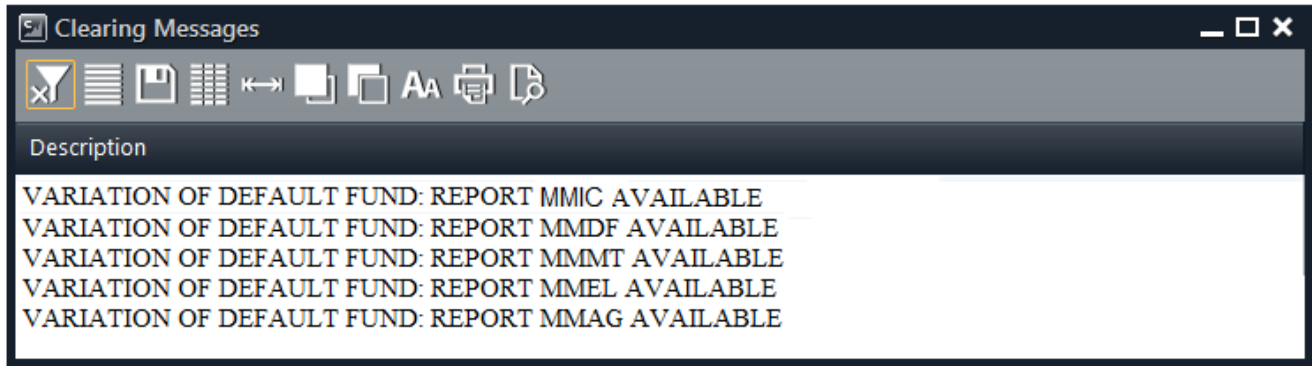 Clearing Messages
Description
VARIATION OF DEFAULT FUND: REPORT MMIC AVAILABLE
VARIATION OF DEFAULT FUND: REPORT MMDF AVAILABLE
VARIATION OF DEFAULT FUND: REPORT MMMT AVAILABLE
VARIATION OF DEFAULT FUND: REPORT MMEL AVAILABLE
VARIATION OF DEFAULT FUND: REPORT MMAG AVAILABLE